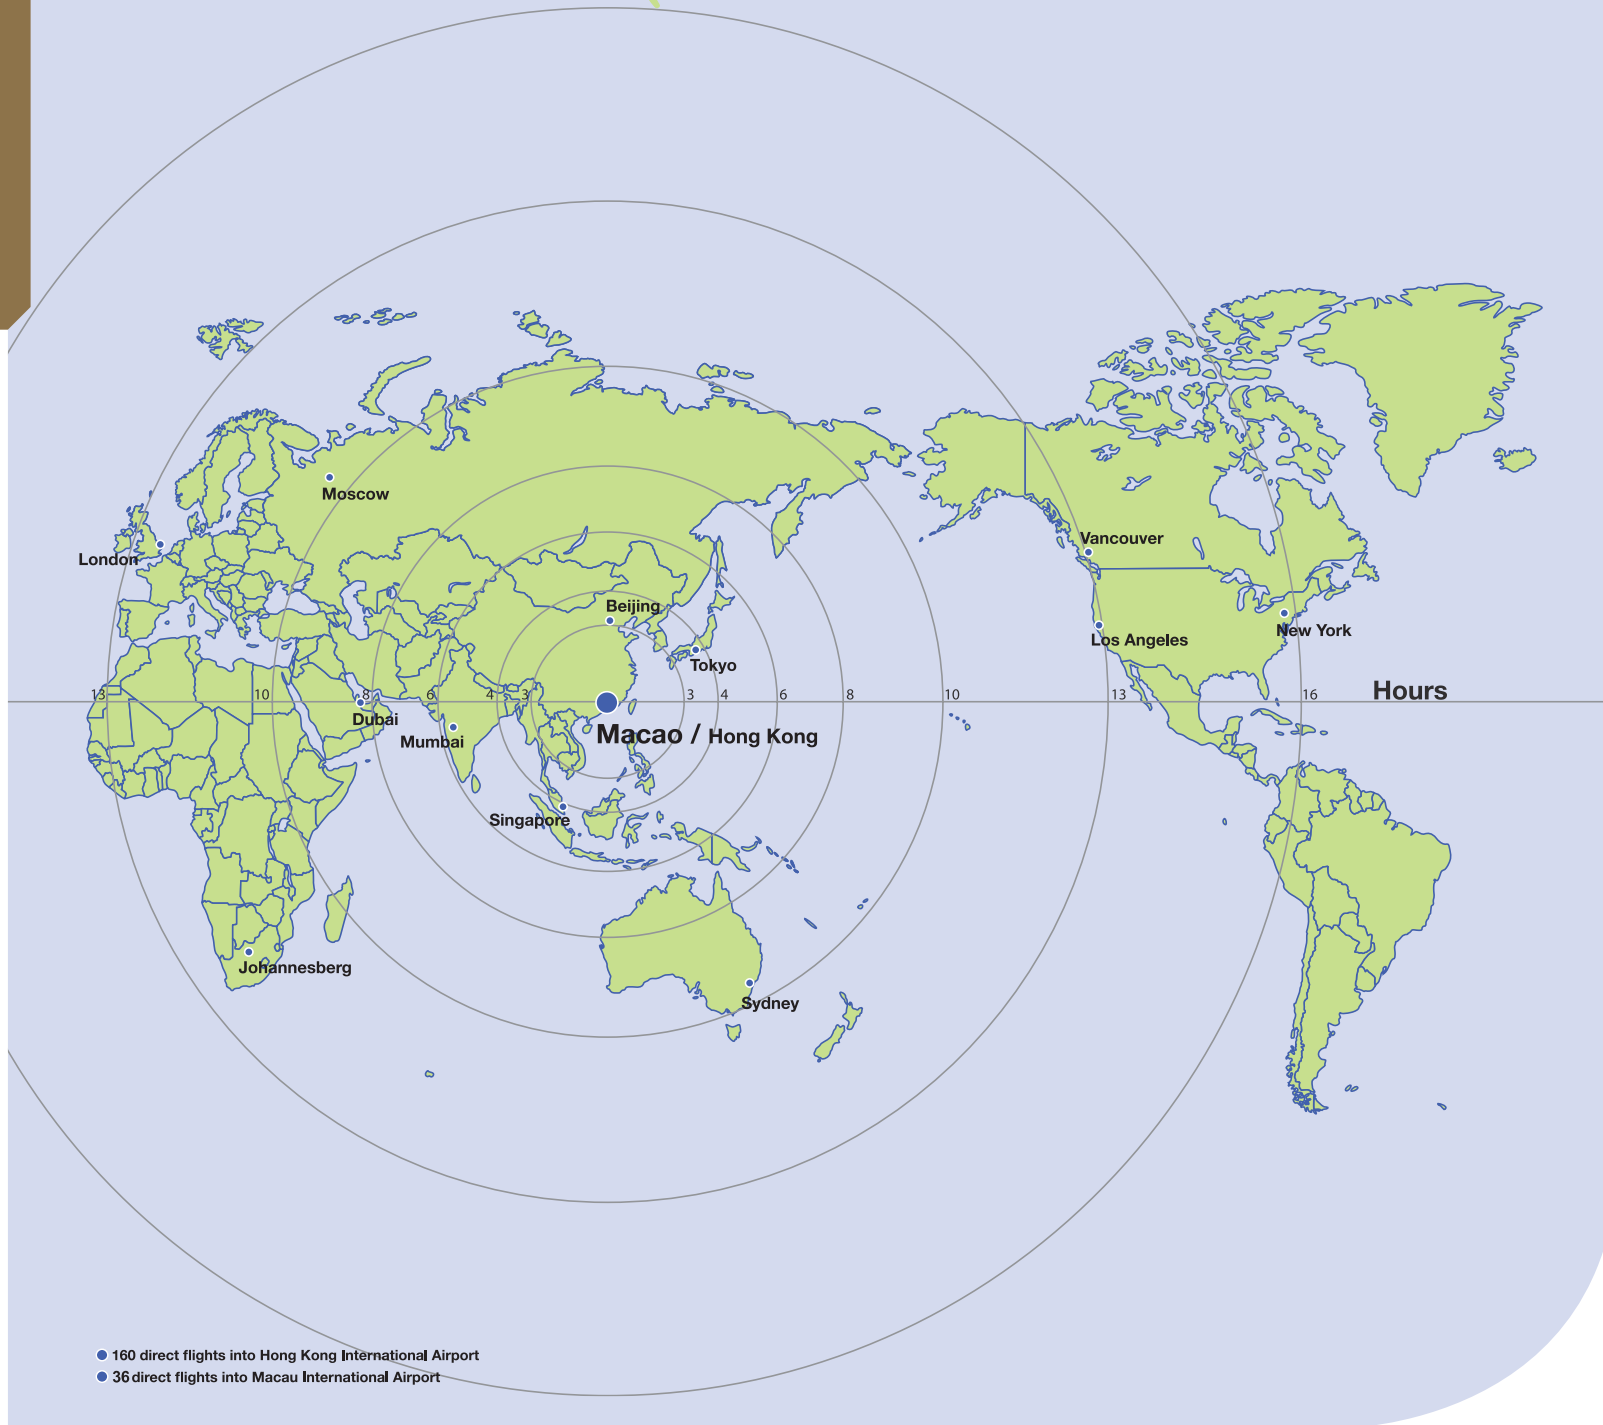 Moscow
London
Vancouver
Beijing
New York
Los Angeles
Tokyo
13 10 8 6 4 3 3 4 6 8 10 13 16 Hours
Dubai
Mumbai
Macao / Hong Kong
Singapore
Johannesberg
Sydney
160 direct flights into Hong Kong International Airport
36 direct flights into Macau International Airport